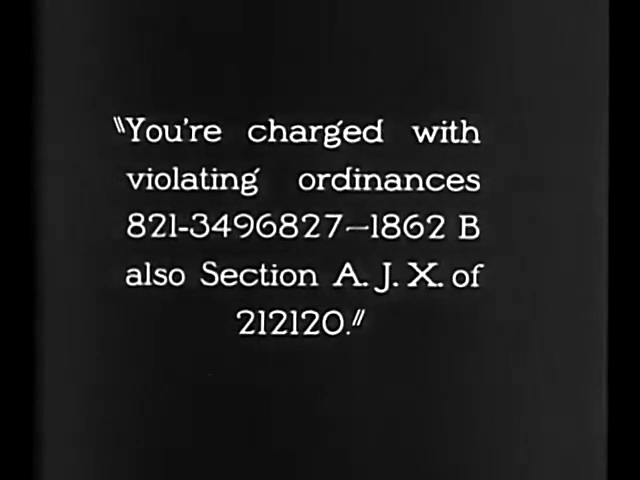 "You're charged with
violating ordinances
821-3496827—1862 B
also Section A. J. X. of
212120."